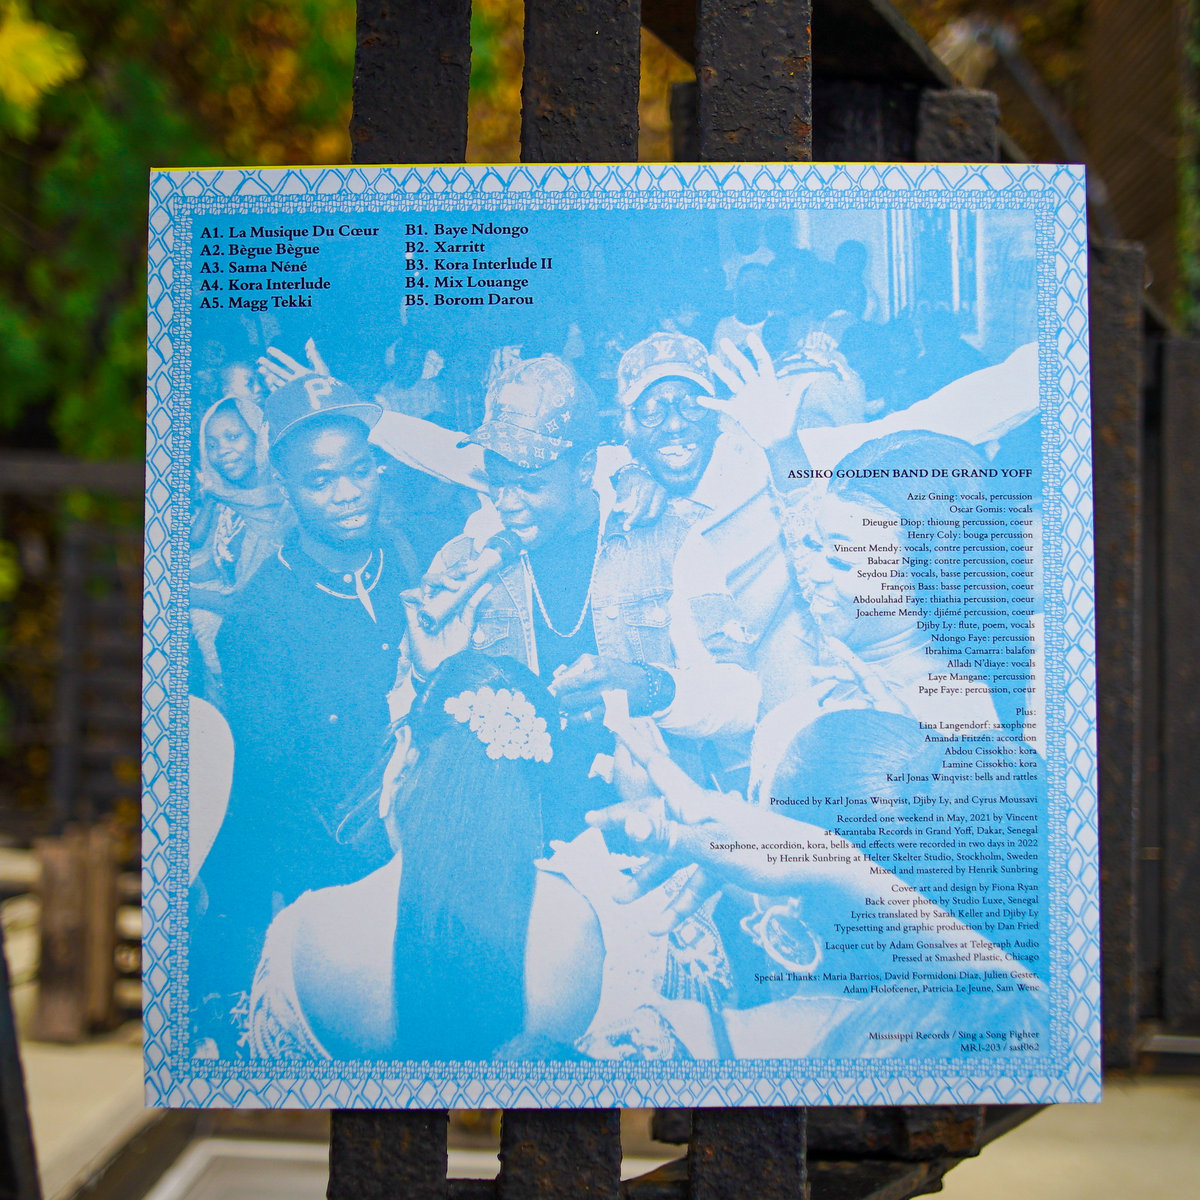 A1. La Musique Du Cœur
A2. Bègue Bègue
A3. Sama Néné
A4. Kora Interlude
A5. Magg Tekki
B1. Baye Ndongo
B2. Xarritt
B3. Kora Interlude II
B4. Mix Louange
B5. Borom Darou
ASSIKO GOLDEN BAND DE GRAND YOFF
Aziz Gning: vocals, percussion
Oscar Gomis: vocals
Dieugue Diop: thioung percussion, coeur
Henry Coly: bouga percussion
Vincent Mendy: vocals, contre percussion, coeur
Babacar Nging: contre percussion, coeur
Seydou Dia: vocals, basse percussion, coeur
François Bass: basse percussion, coeur
Abdoulahad Faye: thiathia percussion, coeur
Joacheme Mendy: djiémé percussion, coeur
Djiby Ly: flute, poem, vocals
Ndongo Faye: percussion
Ibrahima Camarra: balafon
Alladi N'diaye: vocals
Laye Mangane: percussion
Pape Faye: percussion, coeur
Plus:
Lina Langendorf: saxophone
Amanda Fritzén: accordion
Abdou Cissokho: kora
Lamine Cissokho: kora
Karl Jonas Winqvist: bells and rattles
Produced by Karl Jonas Winqvist, Djiby Ly, and Cyrus Moussavi
Recorded one weekend in May, 2021 by Vincent
at Karantaba Records in Grand Yoff, Dakar, Senegal
Saxophone, accordion, kora, bells and effects were recorded in two days in 2022
by Henrik Sunbring at Helter Skelter Studio, Stockholm, Sweden
Mixed and mastered by Henrik Sunbring
Cover art and design by Fiona Ryan
Back cover photo by Studio Luxe, Senegal
Lyrics translated by Sarah Keller and Djiby Ly
Typesetting and graphic production by Dan Fried
Lacquer cut by Adam Gonsalves at Telegraph Audio
Pressed at Smashed Plastic, Chicago
Special Thanks: Maria Barrios, David Formidoni Diaz, Julien Gester,
Adam Holofcener, Patricia Le Jeune, Sam Wenc
Mississippi Records / Sing a Song Fighter
MRI-203 / sasf062